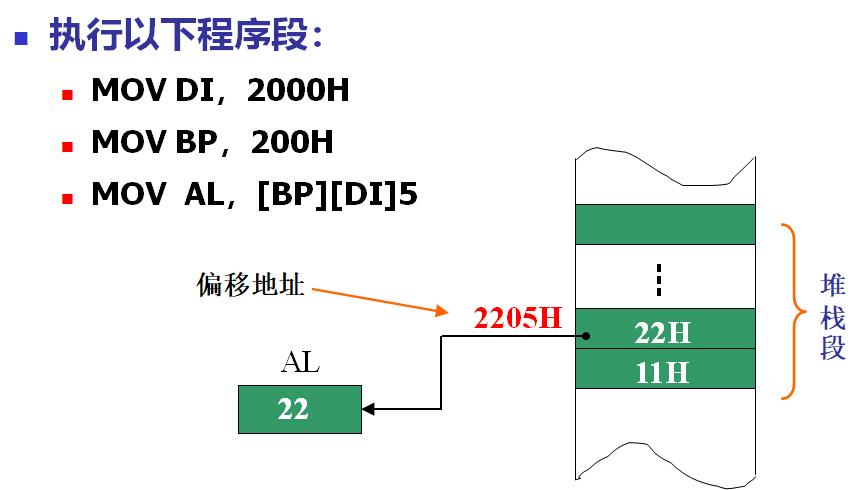 执行以下程序段：
MOV DI，2000H
MOV BP，200H
MOV AL，[BP][DI]5
偏移地址
2205H
22H
11H
AL
22
堆栈段